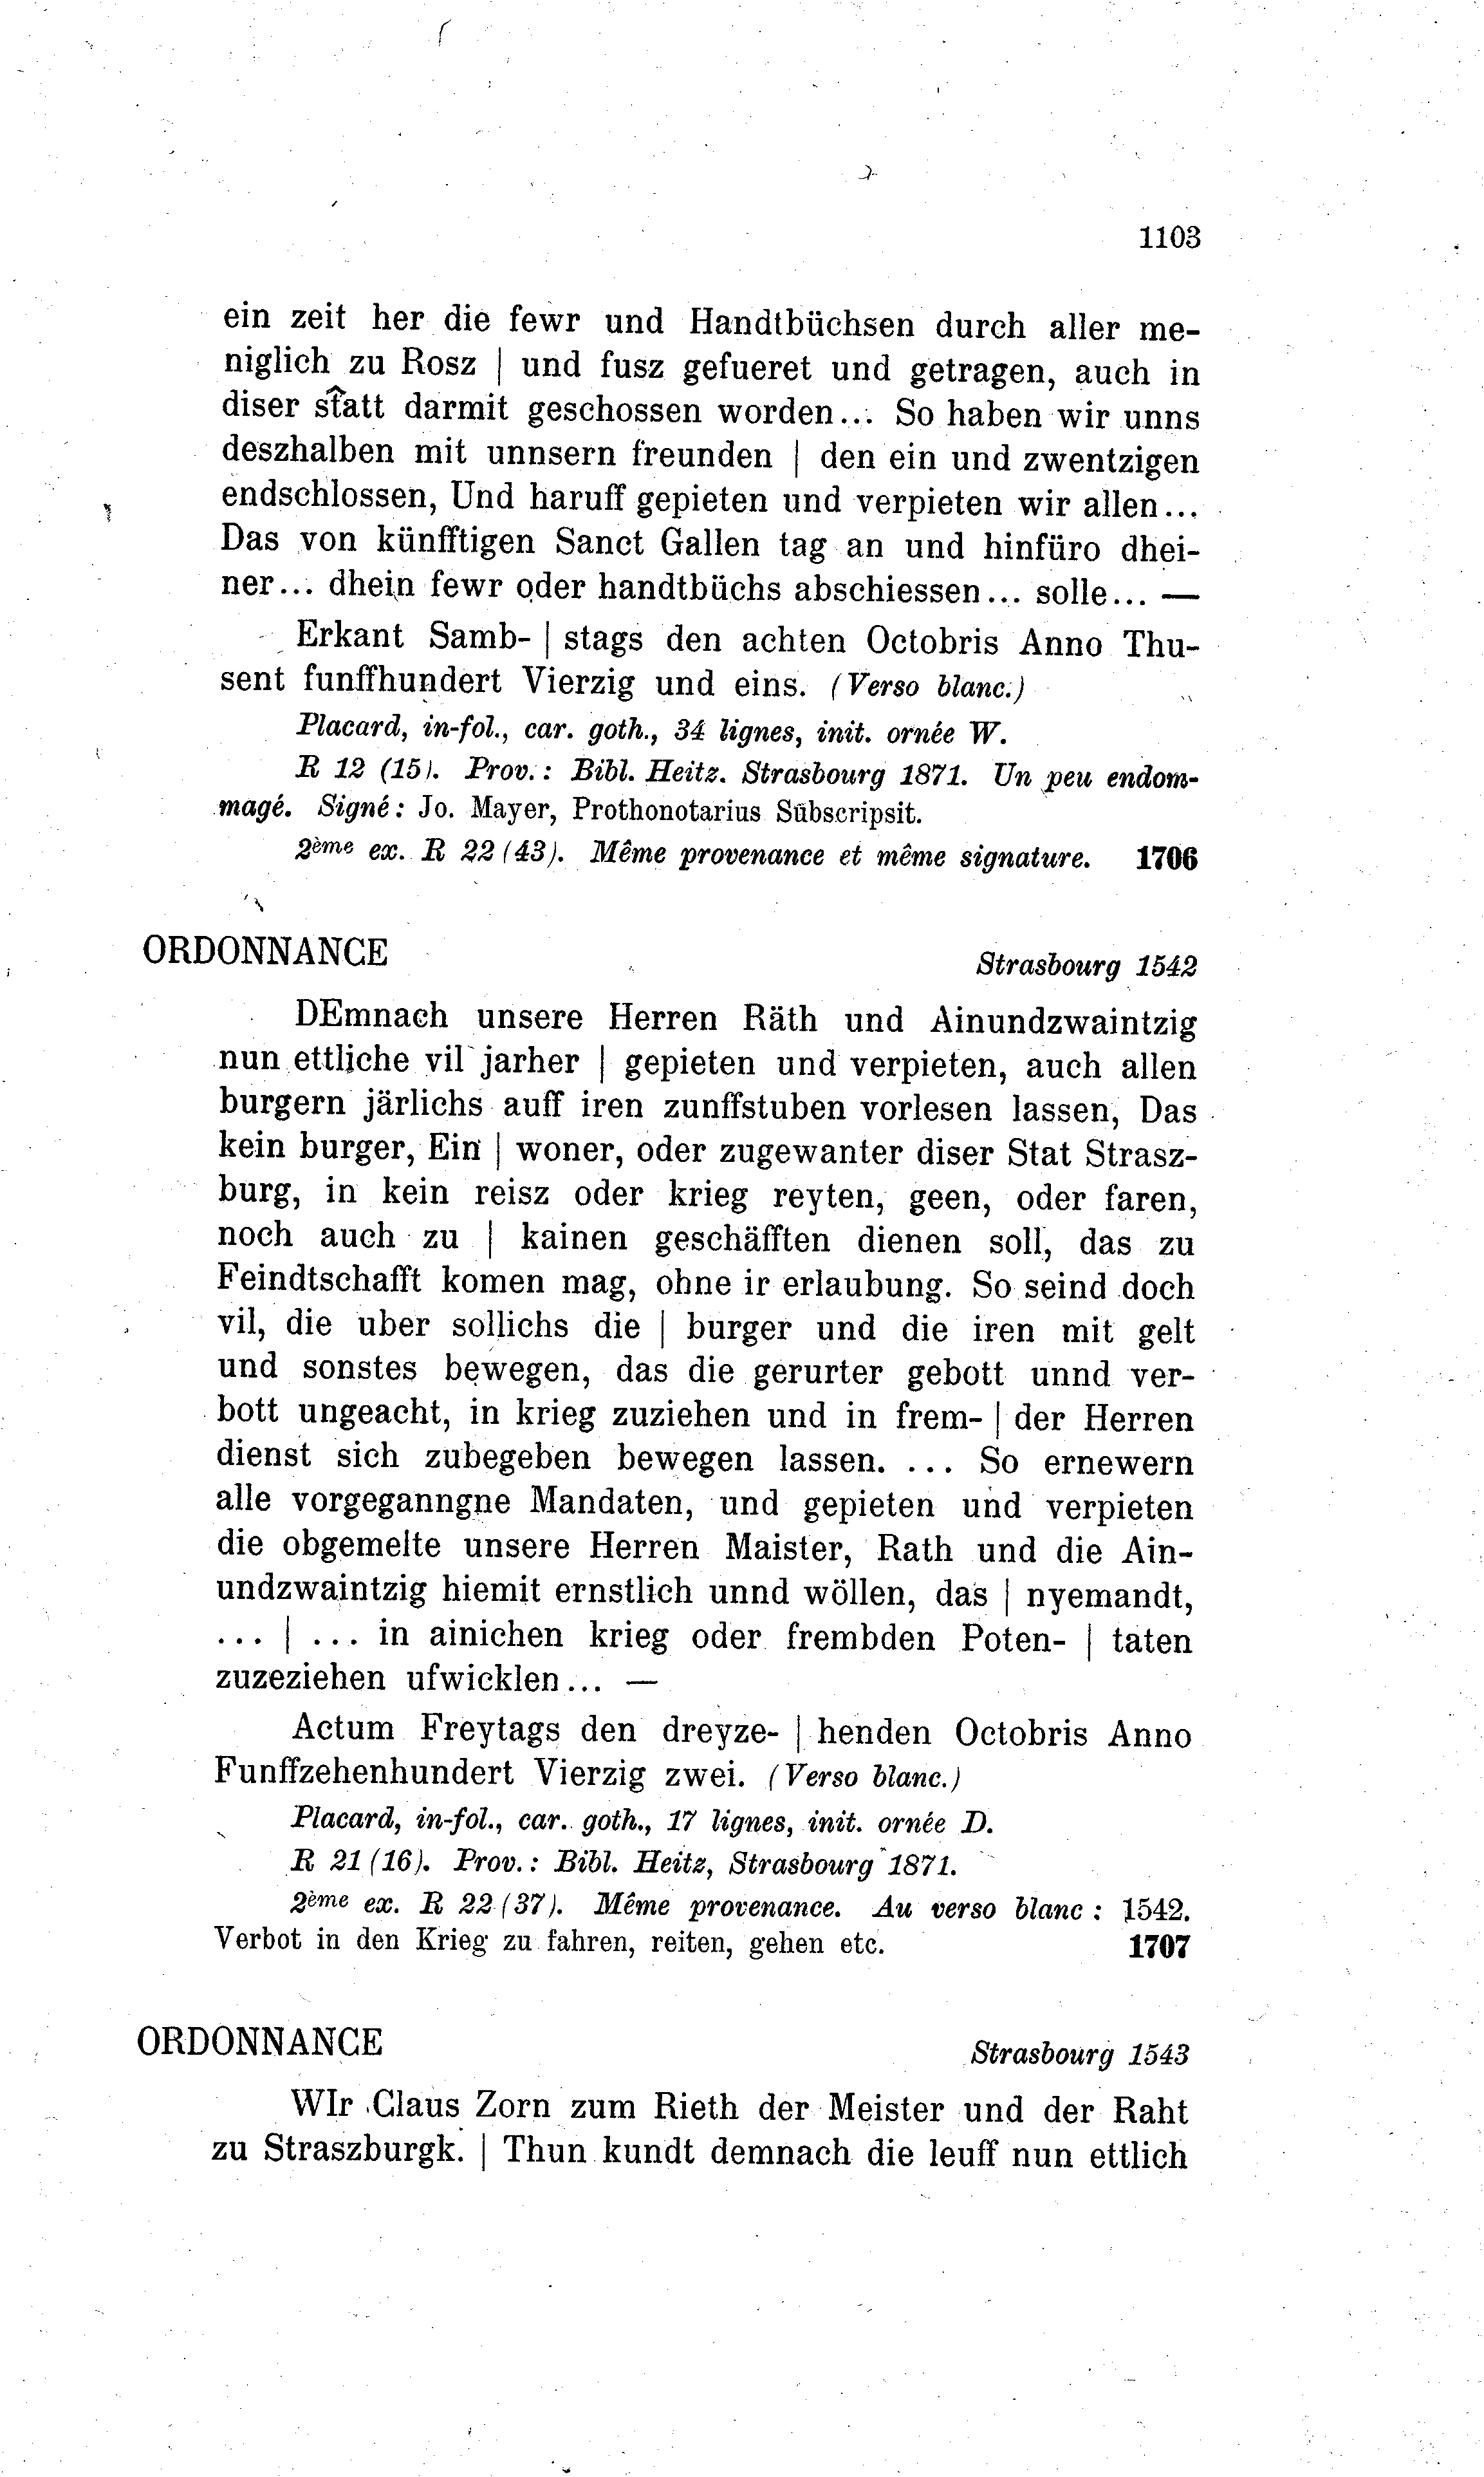 1103
ein zeit her die fewr und Handtbüchsen durch aller me-
niglich zu Rosz | und fusz gefueret und getragen, auch in
diser statt darmit geschossen worden... So haben wir unns
deszhalben mit unnsern freunden | den ein und zwentzigen
endschlossen, Und haruff gepieten und verpieten wir allen...
Das von künfftigen Sanct Gallen tag an und hinfüro dhei-
ner... dhein fewr oder handtbüchs abschiessen... solle... —
Erkant Samb- | stags den achten Octobris Anno Thu-
sent funffhundert Vierzig und eins. (Verso blanc.)
Placard, in-fol., car. goth., 34 lignes, init. ornée W.
R 12 (15). Prov.: Bibl. Heitz. Strasbourg 1871. Un peu endom-
magé. Signé: Jo. Mayer, Prothonotarius Subscripsit.
2ème ex. R 22 (43). Même provenance et même signature. 1706
ORDONNANCE Strasbourg 1542
DEmnach unsere Herren Räth und Ainundzwaintzig
nun ettliche vil jarher | gepieten und verpieten, auch allen
burgern järlichs auff iren zunffstuben vorlesen lassen, Das
kein burger, Ein | woner, oder zugewanter diser Stat Strasz-
burg, in kein reisz oder krieg reyten, geen, oder faren,
noch auch zu | kainen geschäfften dienen soll, das zu
Feindtschafft komen mag, ohne ir erlaubung. So seind doch
vil, die uber sollichs die | burger und die iren mit gelt
und sonstes bewegen, das die gerurter gebott unnd ver-
bott ungeacht, in krieg zuziehen und in frem- | der Herren
dienst sich zubegeben bewegen lassen. ... So ernewern
alle vorgeganngne Mandaten, und gepieten und verpieten
die obgemelte unsere Herren Maister, Rath und die Ain-
undzwaintzig hiemit ernstlich unnd wöllen, das | nyemandt,
... | ... in ainichen krieg oder frembden Poten- | taten
zuzeziehen ufwicklen... —
Actum Freytags den dreyze- | henden Octobris Anno
Funffzehenhundert Vierzig zwei. (Verso blanc.)
Placard, in-fol., car. goth., 17 lignes, init. ornée D.
R 21 (16). Prov.: Bibl. Heitz, Strasbourg 1871.
2ème ex. R 22 (37). Même provenance. Au verso blanc : 1542.
Verbot in den Krieg zu fahren, reiten, gehen etc. 1707
ORDONNANCE Strasbourg 1543
WIr Claus Zorn zum Rieth der Meister und der Raht
zu Straszburgk. | Thun kundt demnach die leuff nun ettlich